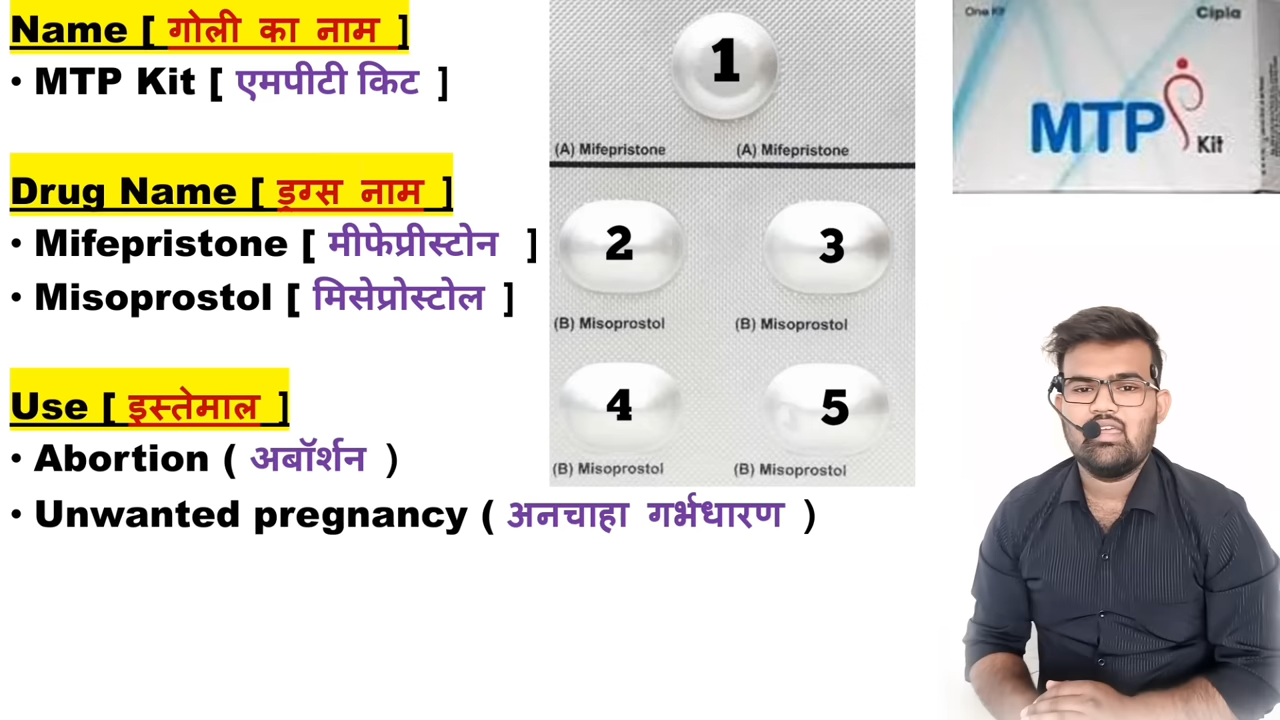 Name [ गोली का नाम ]
• MTP Kit [ एमपीटी किट ]
Drug Name [ ड्रग्स नाम ]
• Mifepristone [ मीफेप्रीस्टोन ]
• Misoprostol [ मिसेप्रोस्टोल ]
Use [ इस्तेमाल ]
• Abortion ( अबॉर्शन )
• Unwanted pregnancy ( अनचाहा गर्भधारण )
1
(A) Mifepristone (A) Mifepristone
2 3
(B) Misoprostol (B) Misoprostol
4 5
(B) Misoprostol (B) Misoprostol
One Kit Cipla
MTP Kit